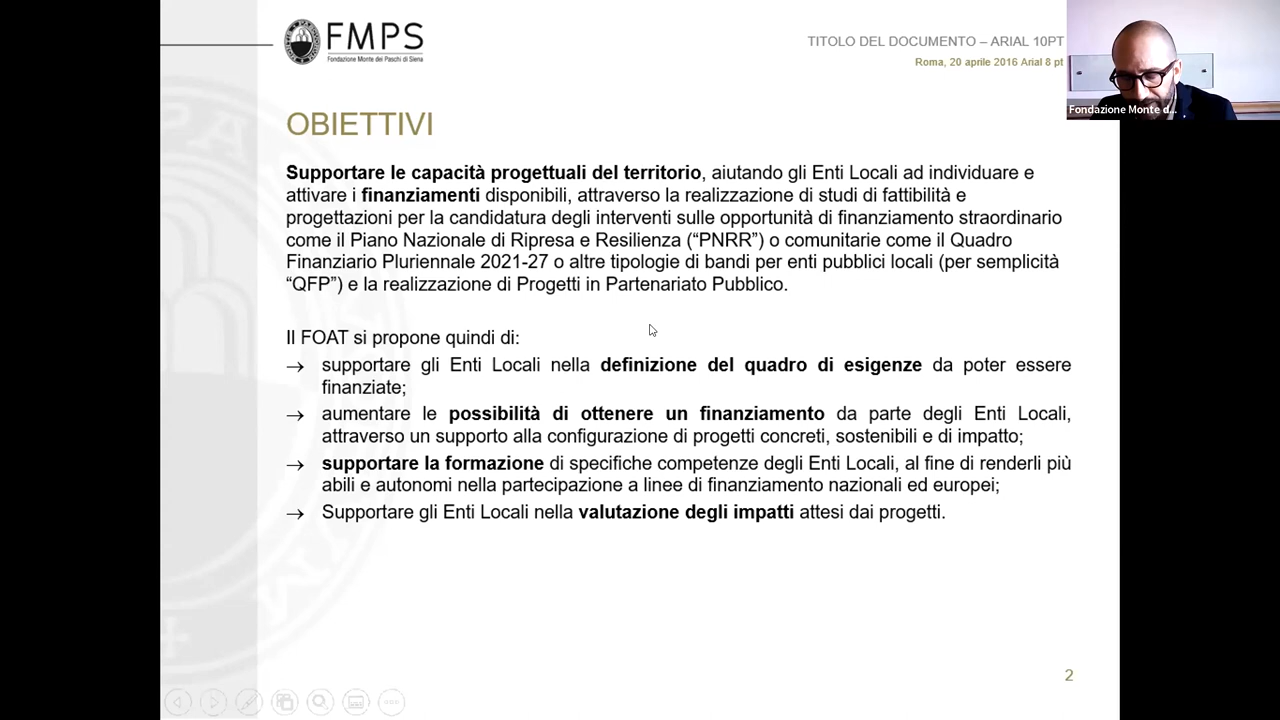 FMPS
Fondazione Monte dei Paschi di Siena
TITOLO DEL DOCUMENTO – ARIAL 10PT
Roma, 20 aprile 2016 Arial 8 pt
Fondazione Monte d...
OBIETTIVI
Supportare le capacità progettuali del territorio, aiutando gli Enti Locali ad individuare e
attivare i finanziamenti disponibili, attraverso la realizzazione di studi di fattibilità e
progettazioni per la candidatura degli interventi sulle opportunità di finanziamento straordinario
come il Piano Nazionale di Ripresa e Resilienza (“PNRR”) o comunitarie come il Quadro
Finanziario Pluriennale 2021-27 o altre tipologie di bandi per enti pubblici locali (per semplicità
“QFP”) e la realizzazione di Progetti in Partenariato Pubblico.
Il FOAT si propone quindi di:
→ supportare gli Enti Locali nella definizione del quadro di esigenze da poter essere
finanziate;
→ aumentare le possibilità di ottenere un finanziamento da parte degli Enti Locali,
attraverso un supporto alla configurazione di progetti concreti, sostenibili e di impatto;
→ supportare la formazione di specifiche competenze degli Enti Locali, al fine di renderli più
abili e autonomi nella partecipazione a linee di finanziamento nazionali ed europei;
→ Supportare gli Enti Locali nella valutazione degli impatti attesi dai progetti.
2